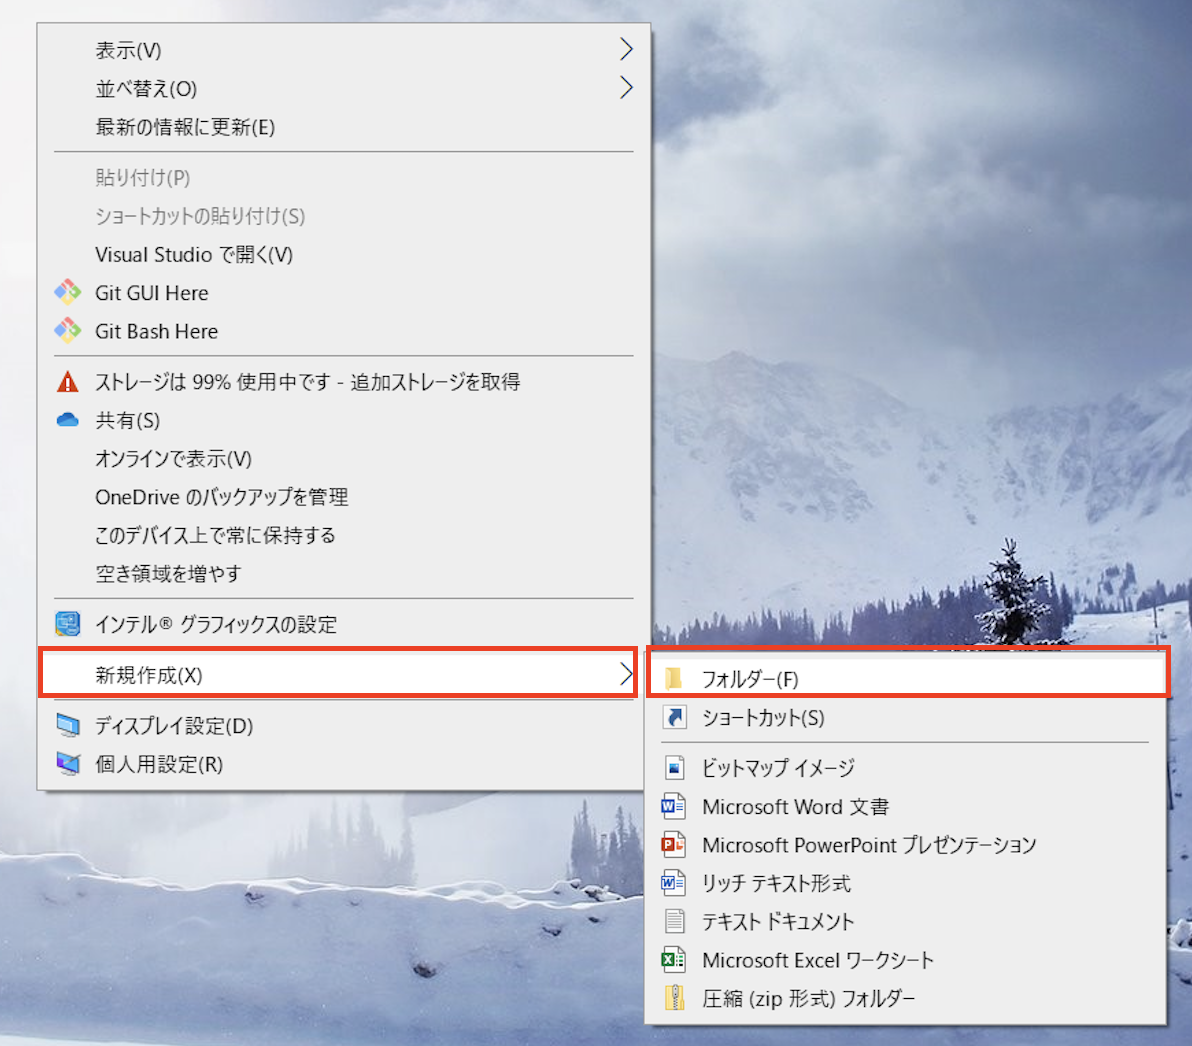 表示(V)
並べ替え(O)
最新の情報に更新(E)
貼り付け(P)
ショートカットの貼り付け(S)
Visual Studio で開く(V)
Git GUI Here
Git Bash Here
ストレージは 99% 使用中です - 追加ストレージを取得
共有(S)
オンラインで表示(V)
OneDrive のバックアップを管理
このデバイス上で常に保持する
空き領域を増やす
インテル® グラフィックスの設定
新規作成(X)
ディスプレイ設定(D)
個人用設定(R)
フォルダー(F)
ショートカット(S)
ビットマップ イメージ
Microsoft Word 文書
Microsoft PowerPoint プレゼンテーション
リッチ テキスト形式
テキスト ドキュメント
Microsoft Excel ワークシート
圧縮 (zip 形式) フォルダー